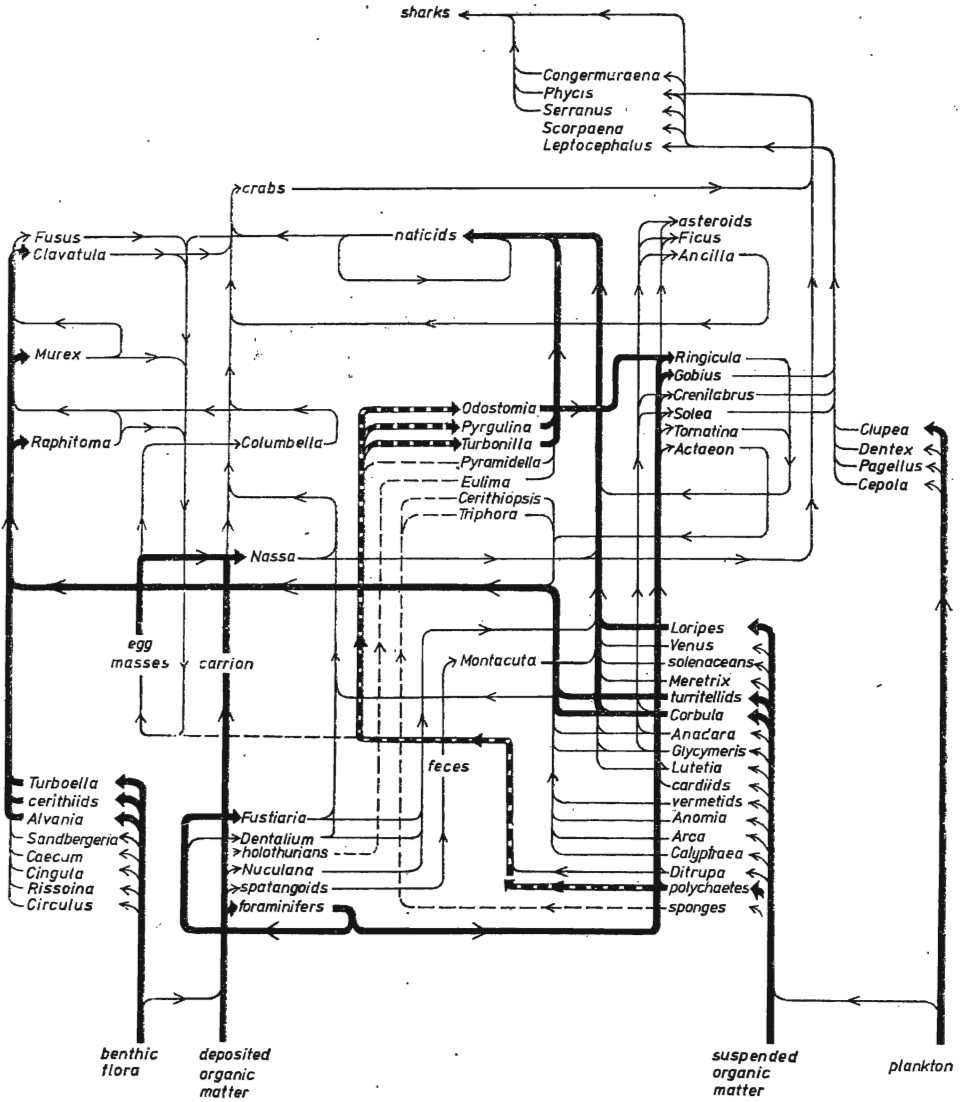 sharks
Congermuraena
Phycis
Serranus
Scorpaena
Leptocephalus
crabs
Fusus
Clavatula
naticids
asteroids
Ficus
Ancilla
Murex
Ringicula
Gobius
Crenilabrus
Solea
Tornatina
Actaeon
Odostomia
Pyrgulina
Turbonilla
Pyramidella
Eulima
Cerithiopsis
Triphora
Raphitoma
Columbella
Clupea
Dentex
Pagellus
Cepola
Nassa
egg
masses
carrion
Montacuta
Loripes
Venus
solenaceans
Meretrix
turritellids
Corbula
Anadara
Glycymeris
Lutetia
cardiids
vermetids
Anomia
Arca
Calyptraea
Ditrupa
polychaetes
sponges
feces
Turboella
cerithiids
Alvania
Sandbergeria
Caecum
Cingula
Rissoina
Circulus
Fustiaria
Dentalium
holothurians
Nuculana
spatangoids
foraminifers
benthic
flora
deposited
organic
matter
suspended
organic
matter
plankton